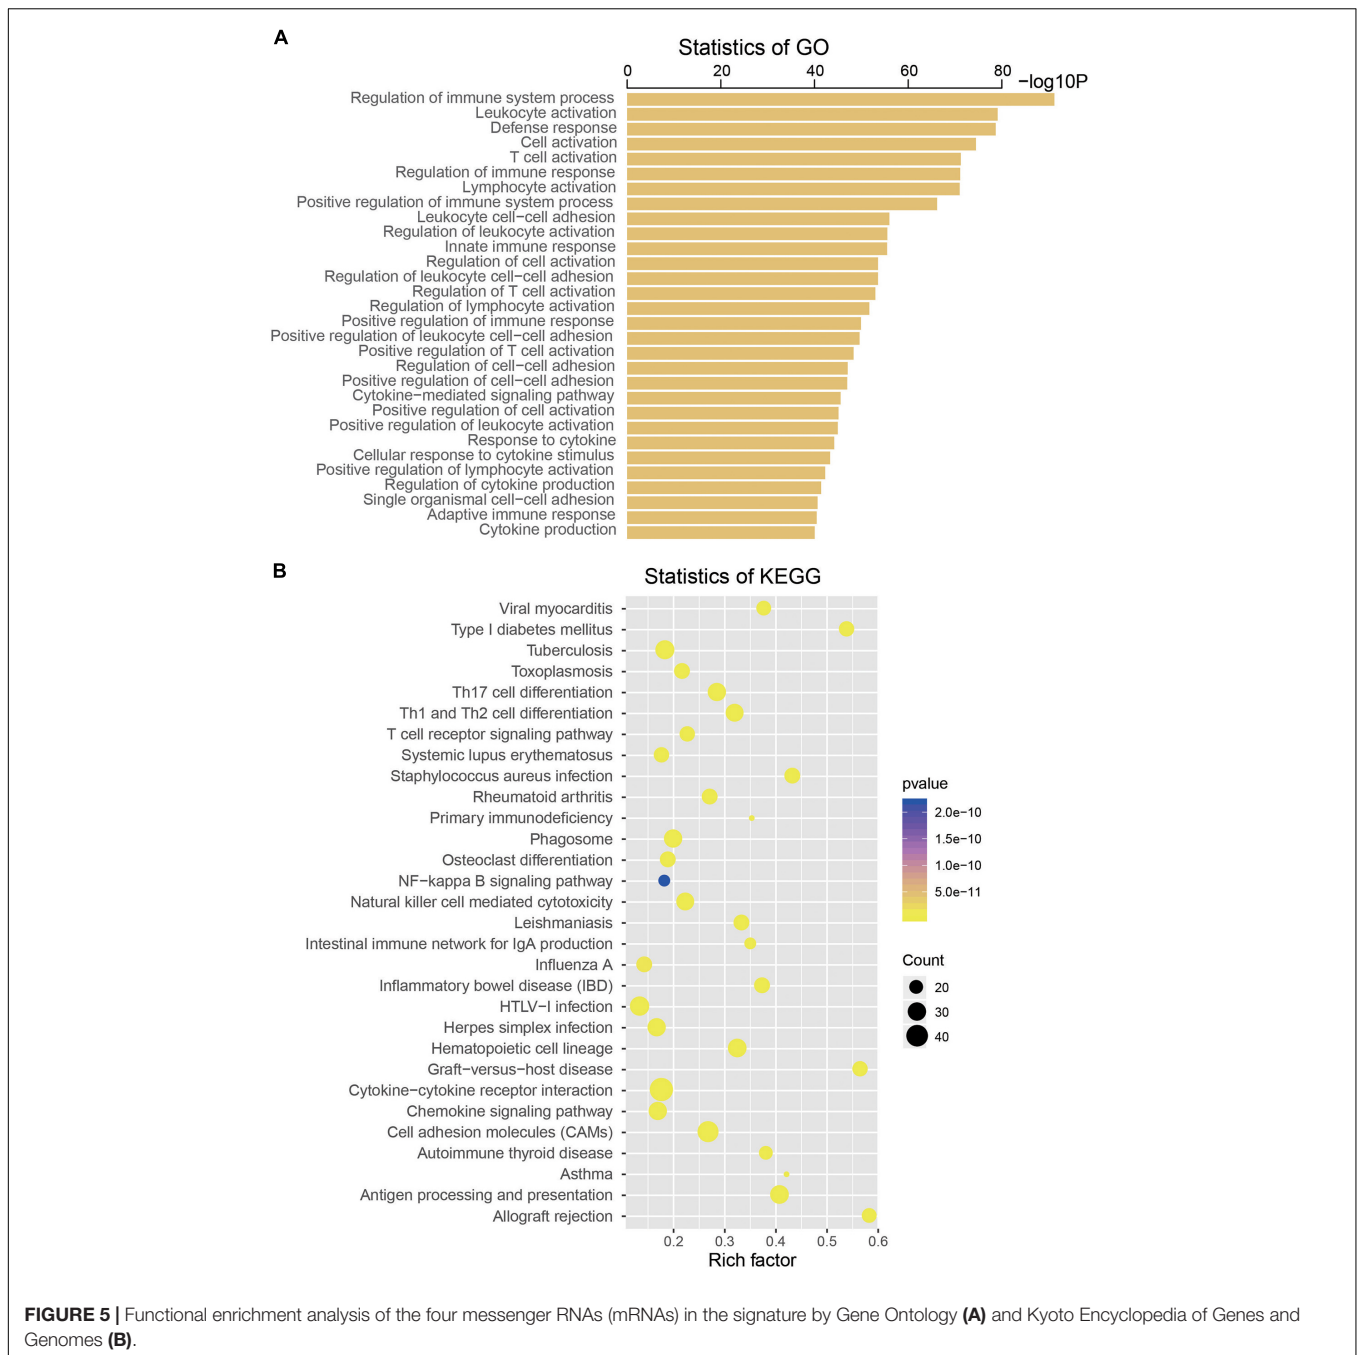 A
Statistics of GO
0 20 40 60 80 −log10P
Regulation of immune system process
Leukocyte activation
Defense response
Cell activation
T cell activation
Regulation of immune response
Lymphocyte activation
Positive regulation of immune system process
Leukocyte cell−cell adhesion
Regulation of leukocyte activation
Innate immune response
Regulation of cell activation
Regulation of leukocyte cell−cell adhesion
Regulation of T cell activation
Regulation of lymphocyte activation
Positive regulation of immune response
Positive regulation of leukocyte cell−cell adhesion
Positive regulation of T cell activation
Regulation of cell−cell adhesion
Positive regulation of cell−cell adhesion
Cytokine−mediated signaling pathway
Positive regulation of cell activation
Positive regulation of leukocyte activation
Response to cytokine
Cellular response to cytokine stimulus
Positive regulation of lymphocyte activation
Regulation of cytokine production
Single organismal cell−cell adhesion
Adaptive immune response
Cytokine production
B
Statistics of KEGG
Viral myocarditis
Type I diabetes mellitus
Tuberculosis
Toxoplasmosis
Th17 cell differentiation
Th1 and Th2 cell differentiation
T cell receptor signaling pathway
Systemic lupus erythematosus
Staphylococcus aureus infection
Rheumatoid arthritis
Primary immunodeficiency
Phagosome
Osteoclast differentiation
NF−kappa B signaling pathway
Natural killer cell mediated cytotoxicity
Leishmaniasis
Intestinal immune network for IgA production
Influenza A
Inflammatory bowel disease (IBD)
HTLV−I infection
Herpes simplex infection
Hematopoietic cell lineage
Graft−versus−host disease
Cytokine−cytokine receptor interaction
Chemokine signaling pathway
Cell adhesion molecules (CAMs)
Autoimmune thyroid disease
Asthma
Antigen processing and presentation
Allograft rejection
0.2 0.3 0.4 0.5 0.6
Rich factor
pvalue
2.0e−10
1.5e−10
1.0e−10
5.0e−11
Count
20
30
40
FIGURE 5 | Functional enrichment analysis of the four messenger RNAs (mRNAs) in the signature by Gene Ontology (A) and Kyoto Encyclopedia of Genes and
Genomes (B).